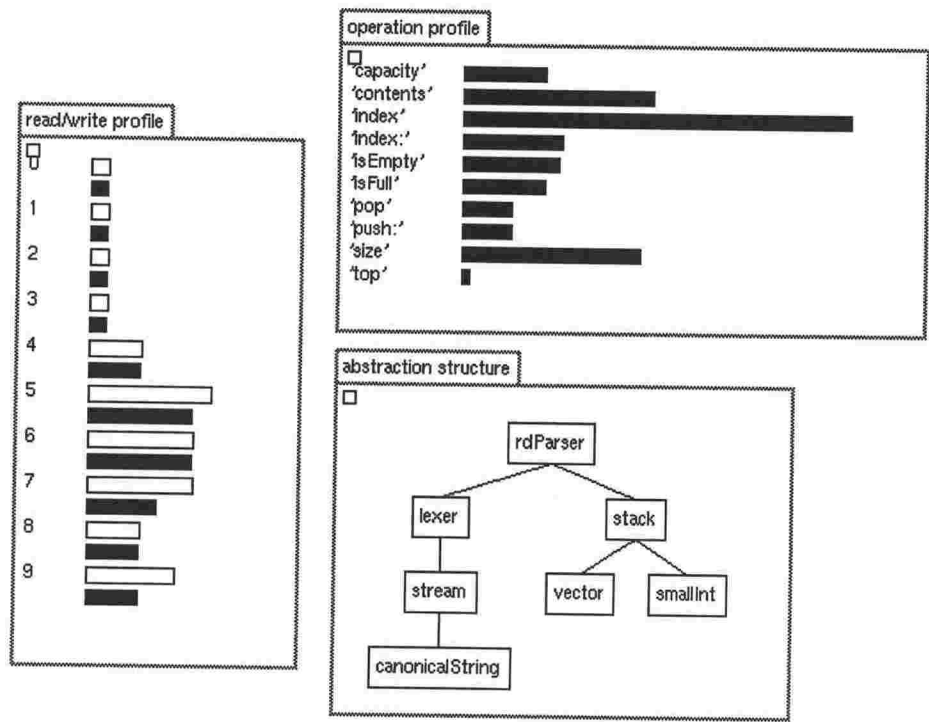 operation profile
'capacity'
'contents'
'index'
'index:'
'isEmpty'
'isFull'
'pop'
'push:'
'size'
'top'
read/write profile
0
1
2
3
4
5
6
7
8
9
abstraction structure
rdParser
lexer stack
stream vector smallInt
canonicalString